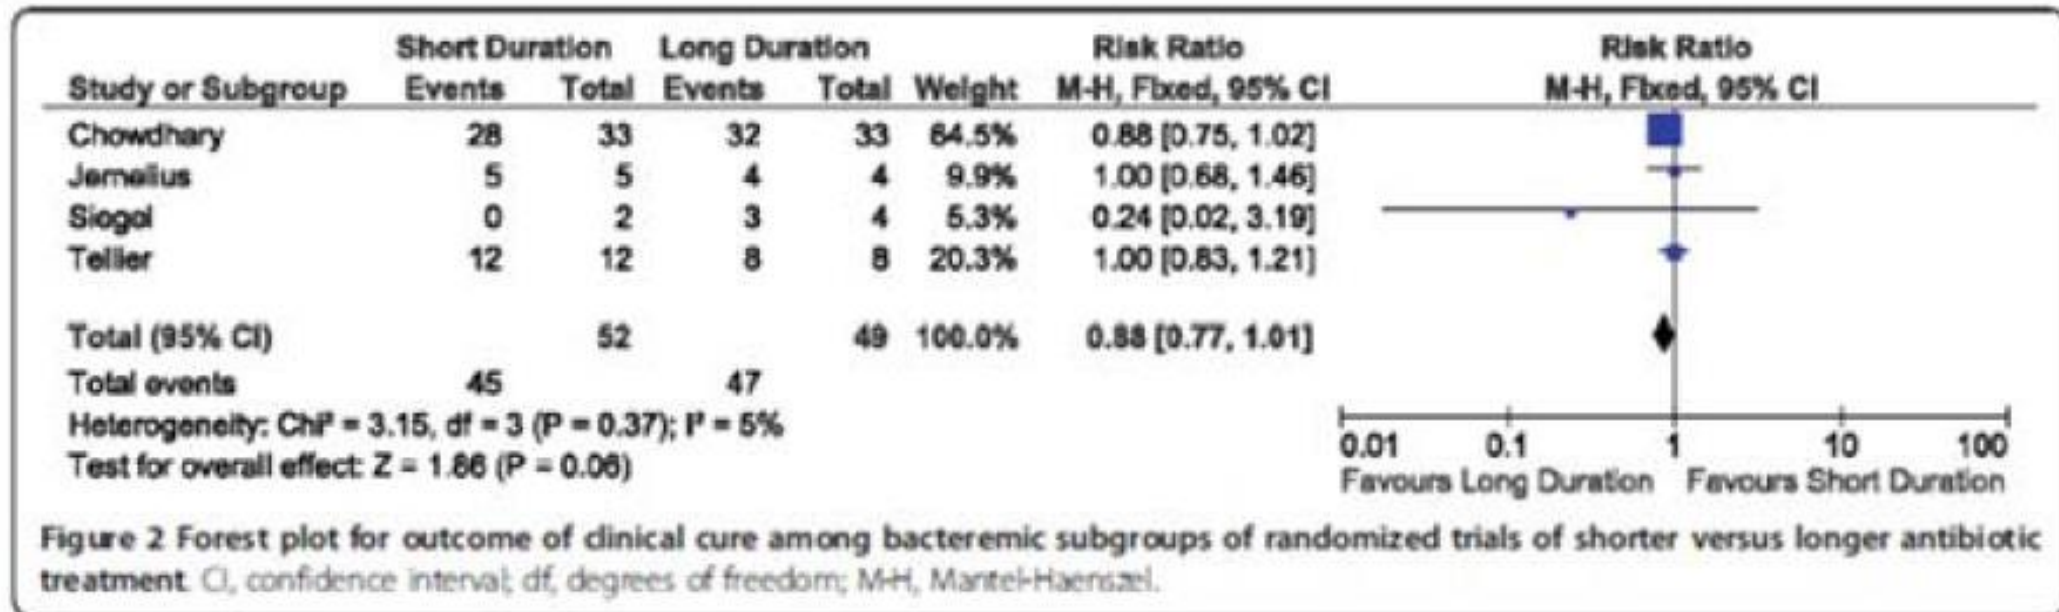 Short Duration Long Duration Risk Ratio Risk Ratio
Study or Subgroup Events Total Events Total Weight M-H, Fixed, 95% CI M-H, Fixed, 95% CI
Chowdhary 28 33 32 33 64.5% 0.88 [0.75, 1.02]
Jernelius 5 5 4 4 9.9% 1.00 [0.68, 1.46]
Siegel 0 2 3 4 5.3% 0.24 [0.02, 3.19]
Tellier 12 12 8 8 20.3% 1.00 [0.83, 1.21]
Total (95% CI) 52 49 100.0% 0.88 [0.77, 1.01]
Total events 45 47
Heterogeneity: Chi² = 3.15, df = 3 (P = 0.37); I² = 5%
Test for overall effect: Z = 1.86 (P = 0.06)
0.01 0.1 1 10 100
Favours Long Duration Favours Short Duration
Figure 2 Forest plot for outcome of clinical cure among bacteremic subgroups of randomized trials of shorter versus longer antibiotic
treatment. CI, confidence interval; df, degrees of freedom; M-H, Mantel-Haenszel.